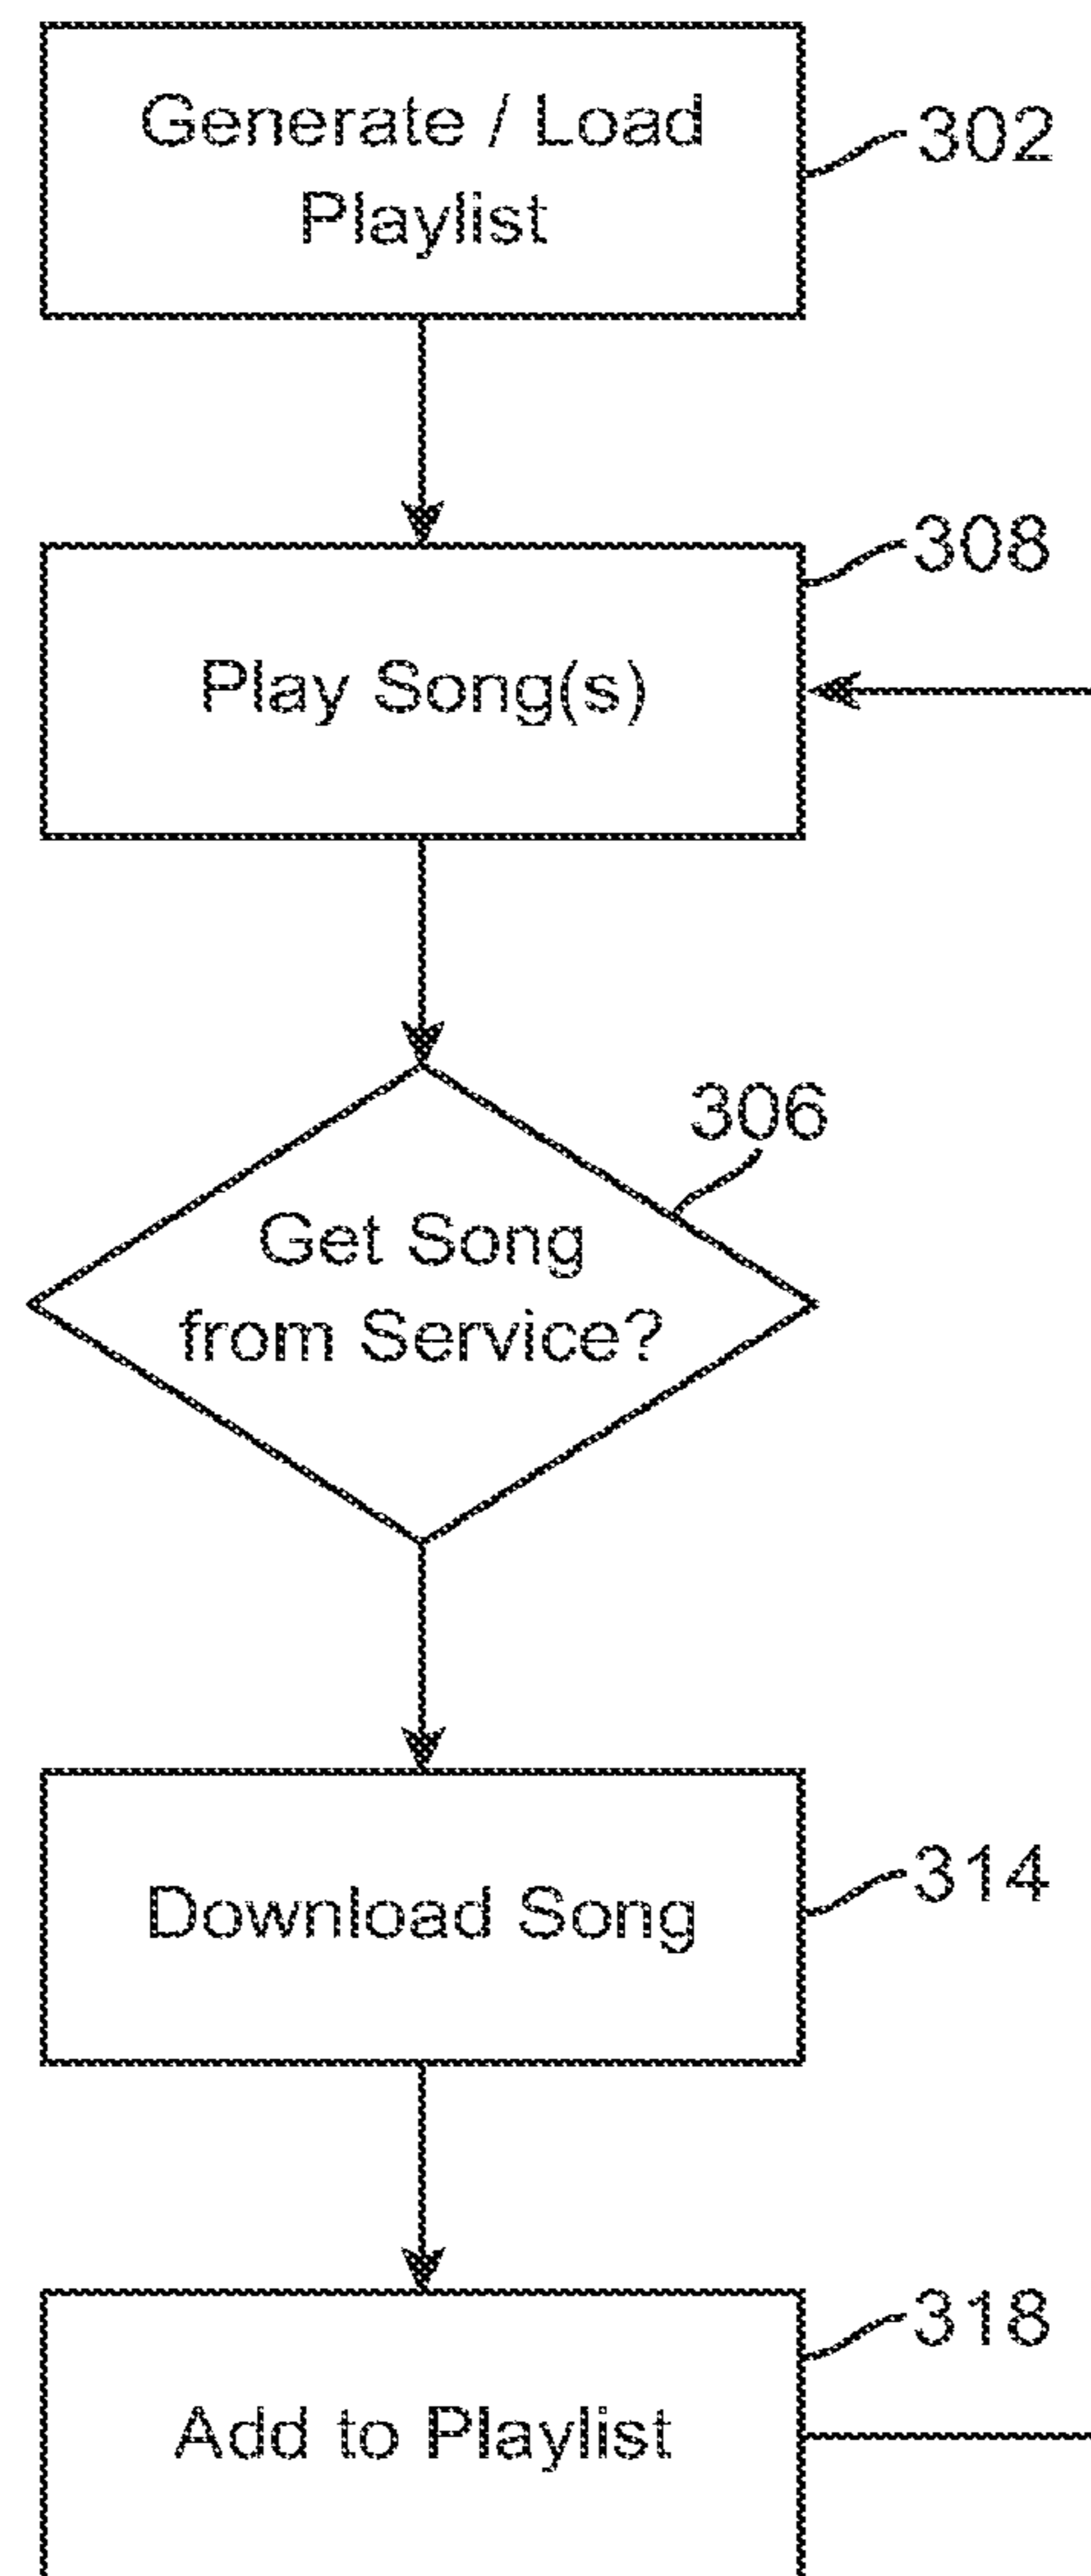 Generate / Load
Playlist
302
308
Play Song(s)
306
Get Song
from Service?
314
Download Song
318
Add to Playlist